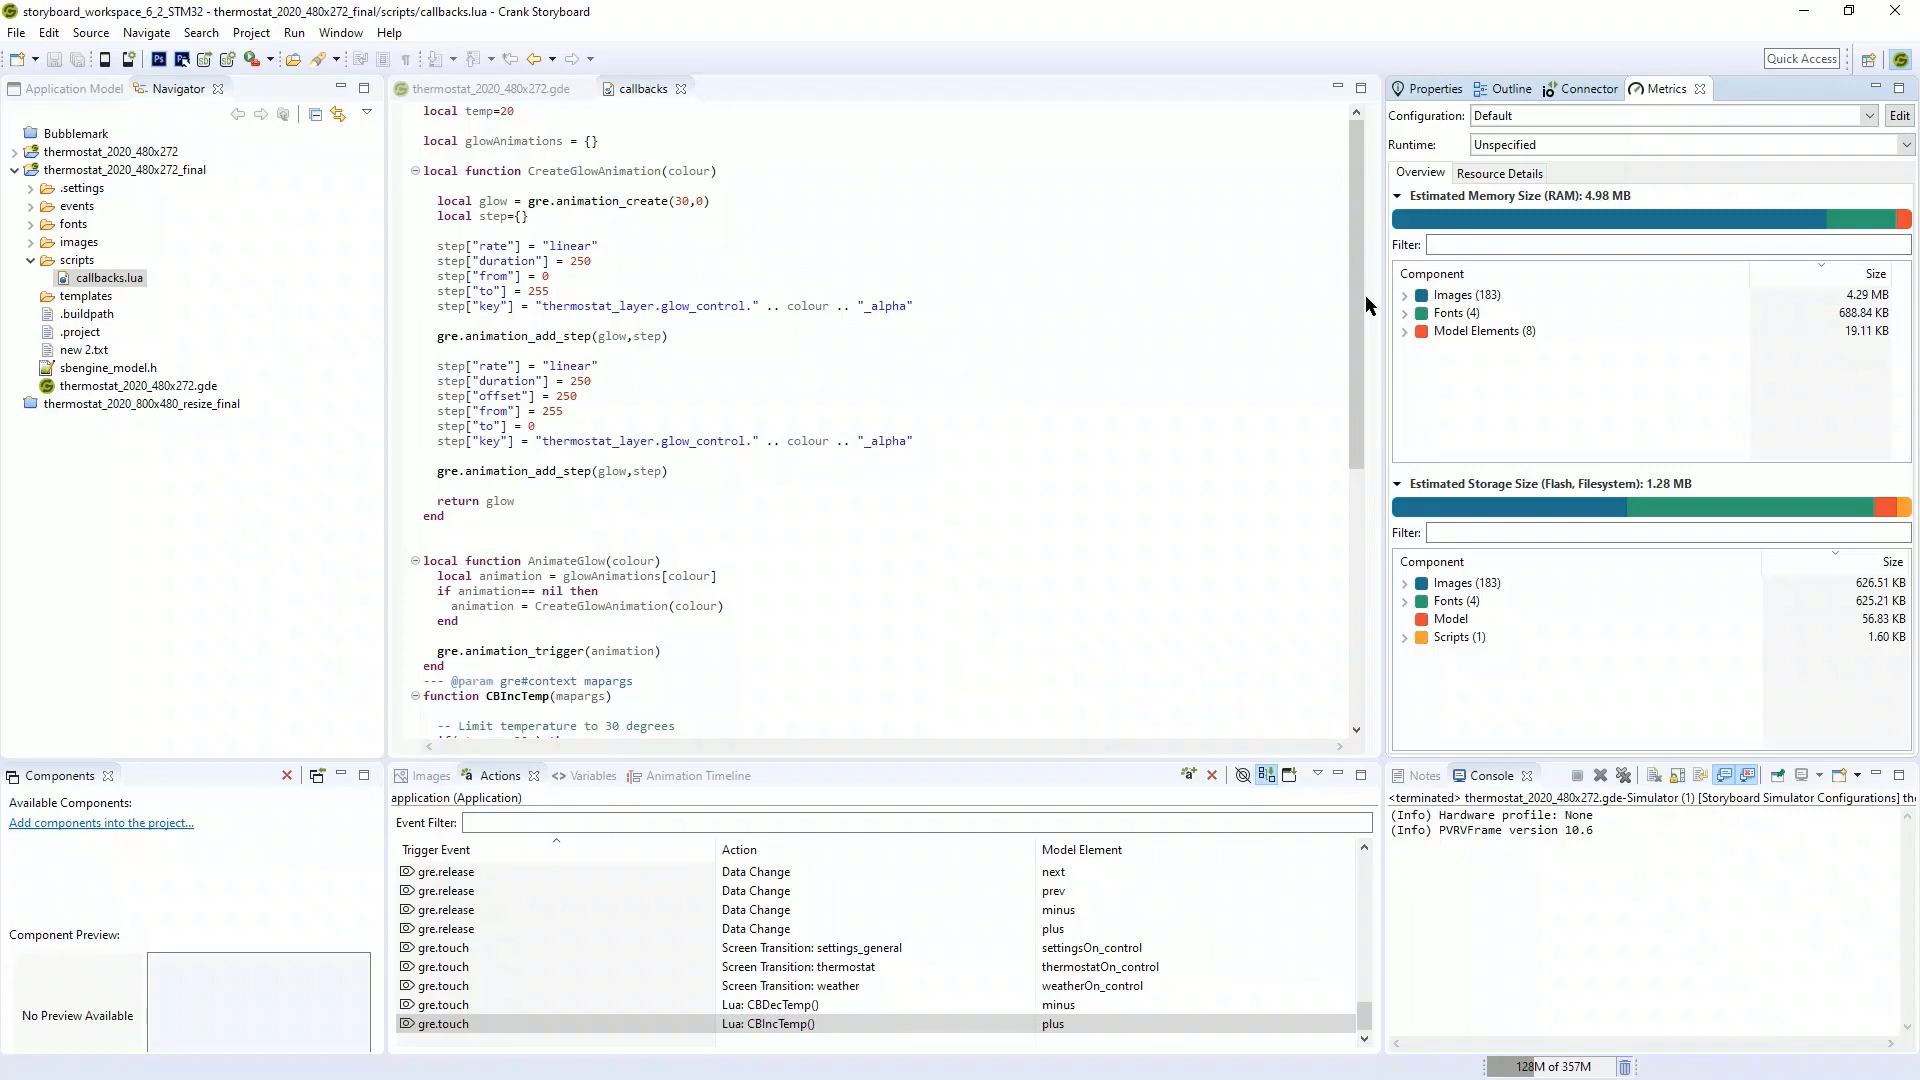 storyboard_workspace_6_2_STM32 - thermostat_2020_480x272_final/scripts/callbacks.lua - Crank Storyboard
File Edit Source Navigate Search Project Run Window Help
Quick Access
Application Model Navigator
Bubblemark
thermostat_2020_480x272
thermostat_2020_480x272_final
.settings
events
fonts
images
scripts
callbacks.lua
templates
.buildpath
.project
new 2.txt
sbengine_model.h
thermostat_2020_480x272.gde
thermostat_2020_800x480_resize_final
thermostat_2020_480x272.gde callbacks
local temp=20
local glowAnimations = {}
local function CreateGlowAnimation(colour)
local glow = gre.animation_create(30,0)
local step={}
step["rate"] = "linear"
step["duration"] = 250
step["from"] = 0
step["to"] = 255
step["key"] = "thermostat_layer.glow_control." .. colour .. "_alpha"
gre.animation_add_step(glow,step)
step["rate"] = "linear"
step["duration"] = 250
step["offset"] = 250
step["from"] = 255
step["to"] = 0
step["key"] = "thermostat_layer.glow_control." .. colour .. "_alpha"
gre.animation_add_step(glow,step)
return glow
end
local function AnimateGlow(colour)
local animation = glowAnimations[colour]
if animation== nil then
animation = CreateGlowAnimation(colour)
end
gre.animation_trigger(animation)
end
--- @param gre#context mapargs
function CBIncTemp(mapargs)
-- Limit temperature to 30 degrees
Properties Outline Connector Metrics
Configuration: Default Edit
Runtime: Unspecified
Overview Resource Details
Estimated Memory Size (RAM): 4.98 MB
Filter:
Component Size
Images (183) 4.29 MB
Fonts (4) 688.84 KB
Model Elements (8) 19.11 KB
Estimated Storage Size (Flash, Filesystem): 1.28 MB
Filter:
Component Size
Images (183) 626.51 KB
Fonts (4) 625.21 KB
Model 56.83 KB
Scripts (1) 1.60 KB
Components
Available Components:
Add components into the project...
Component Preview:
No Preview Available
Images Actions Variables Animation Timeline
application (Application)
Event Filter:
Trigger Event Action Model Element
gre.release Data Change next
gre.release Data Change prev
gre.release Data Change minus
gre.release Data Change plus
gre.touch Screen Transition: settings_general settingsOn_control
gre.touch Screen Transition: thermostat thermostatOn_control
gre.touch Screen Transition: weather weatherOn_control
gre.touch Lua: CBDecTemp() minus
gre.touch Lua: CBIncTemp() plus
Notes Console
<terminated> thermostat_2020_480x272.gde-Simulator (1) [Storyboard Simulator Configurations] the
(Info) Hardware profile: None
(Info) PVRVFrame version 10.6
128M of 357M